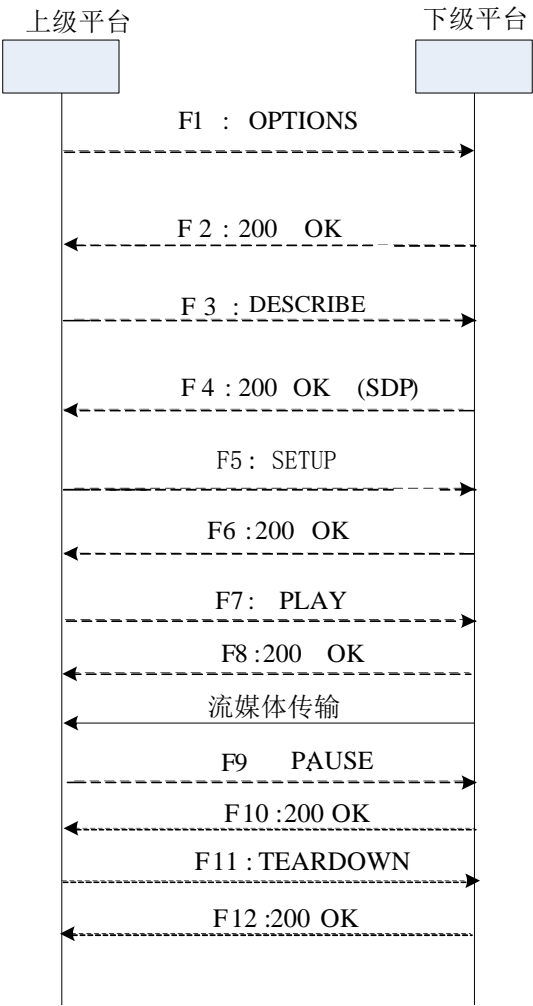 上级平台
下级平台
F1 : OPTIONS
F 2 : 200 OK
F 3 : DESCRIBE
F 4 : 200 OK (SDP)
F5: SETUP
F6 :200 OK
F7: PLAY
F8 :200 OK
流媒体传输
F9 : PAUSE
F10 :200 OK
F11 : TEARDOWN
F12 :200 OK